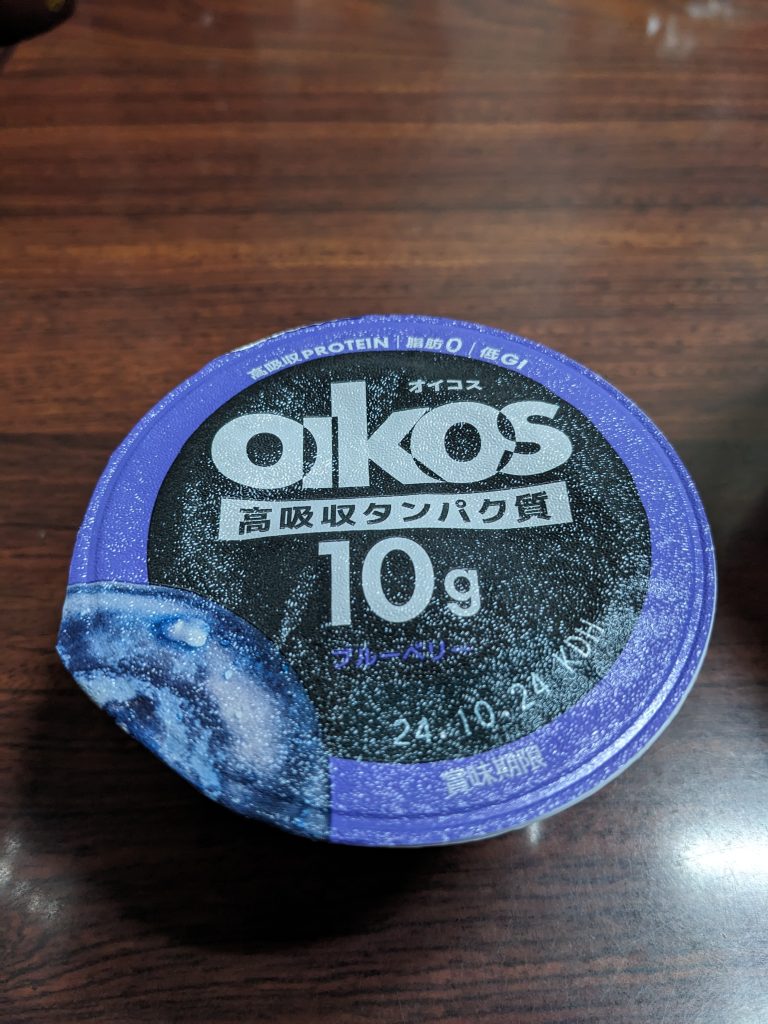 高吸収PROTEIN | 脂肪0 | 低GI
オイコス
oikos
高吸収タンパク質
10g
ブルーベリー
24.10.24 KDH
賞味期限